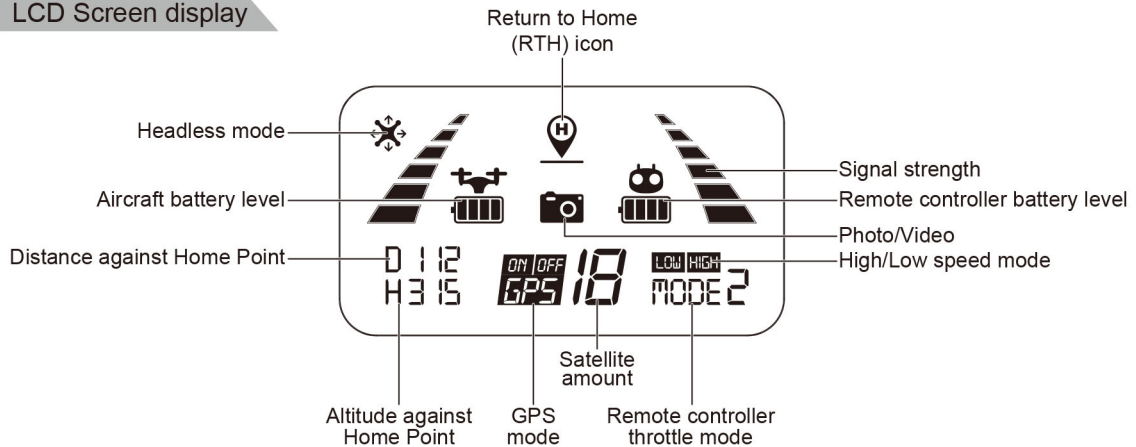 LCD Screen display
Return to Home
(RTH) icon
H
Headless mode
Signal strength
Aircraft battery level
Remote controller battery level
Photo/Video
Distance against Home Point
High/Low speed mode
D 112
ON OFF
18
LOW HIGH
H315
GPS
MODE2
Satellite
amount
Altitude against
Home Point
GPS
mode
Remote controller
throttle mode